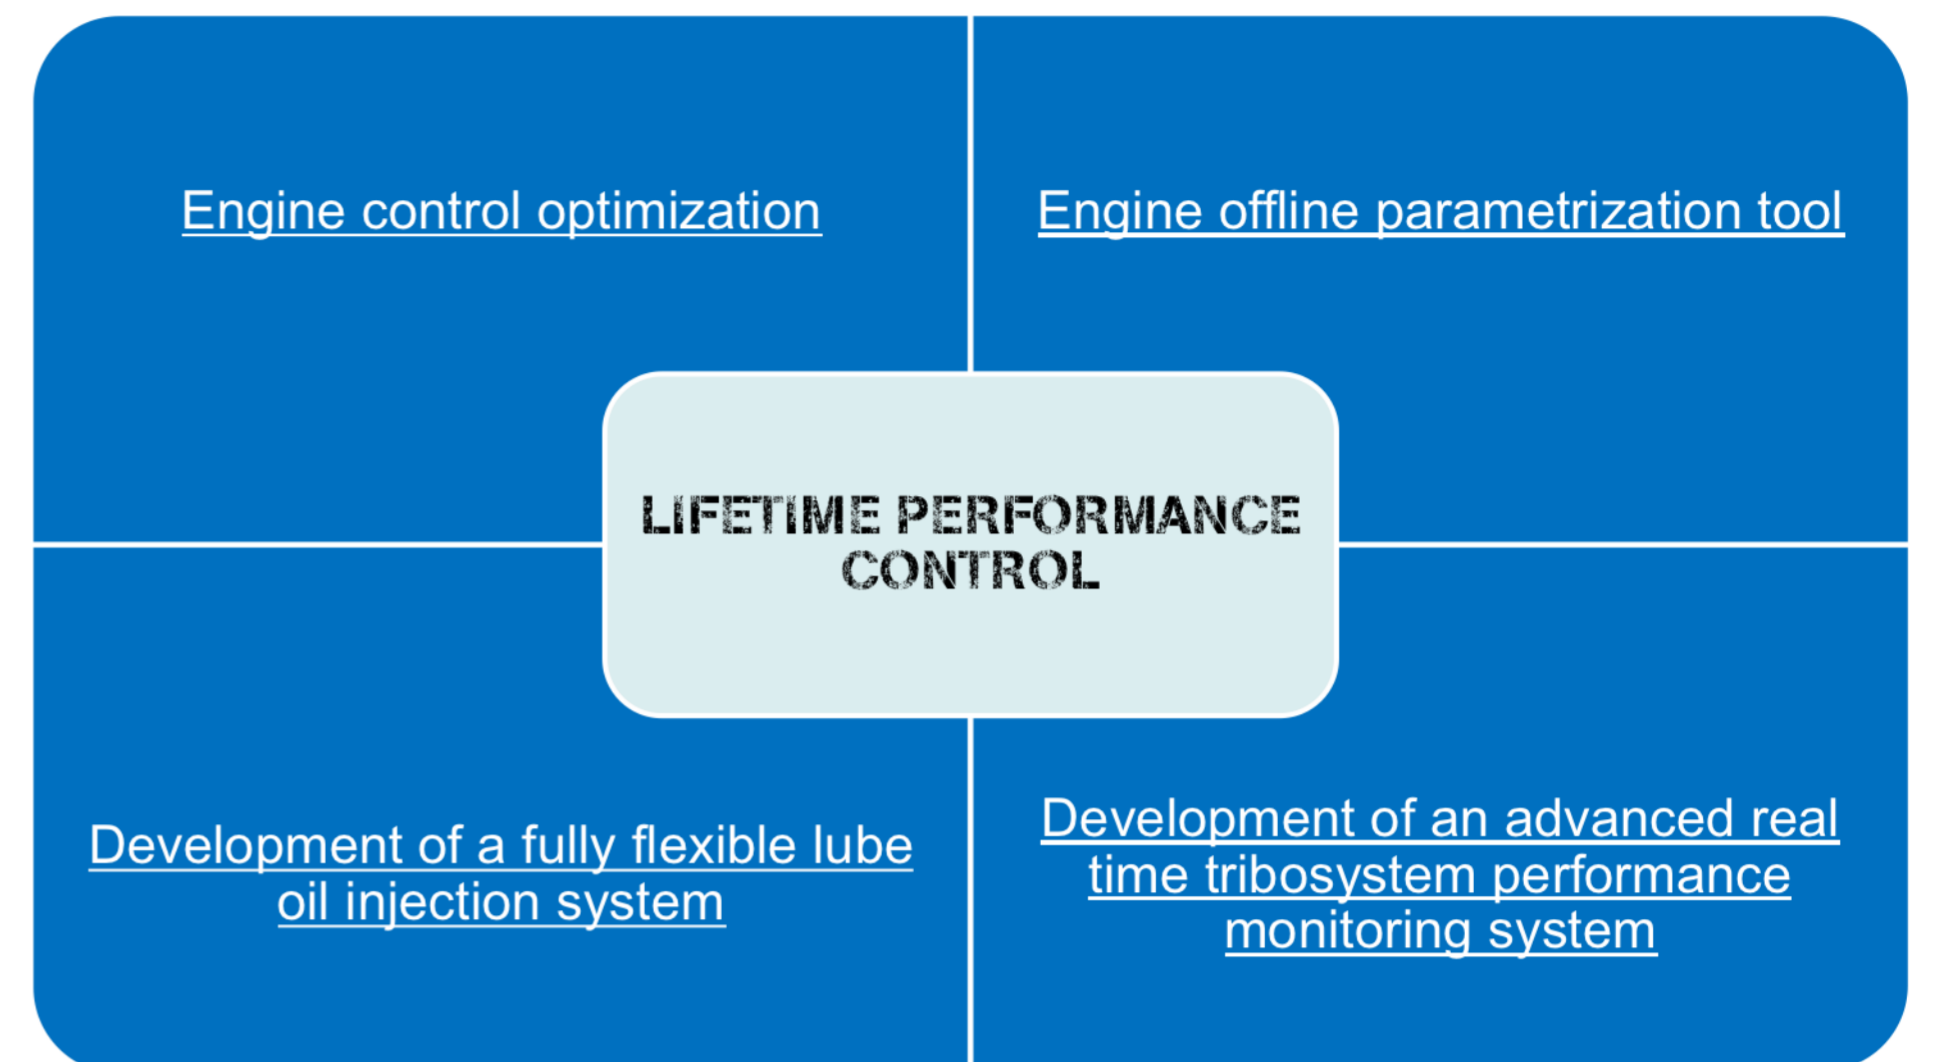 Engine control optimization
Engine offline parametrization tool
LIFETIME PERFORMANCE
CONTROL
Development of a fully flexible lube
oil injection system
Development of an advanced real
time tribosystem performance
monitoring system